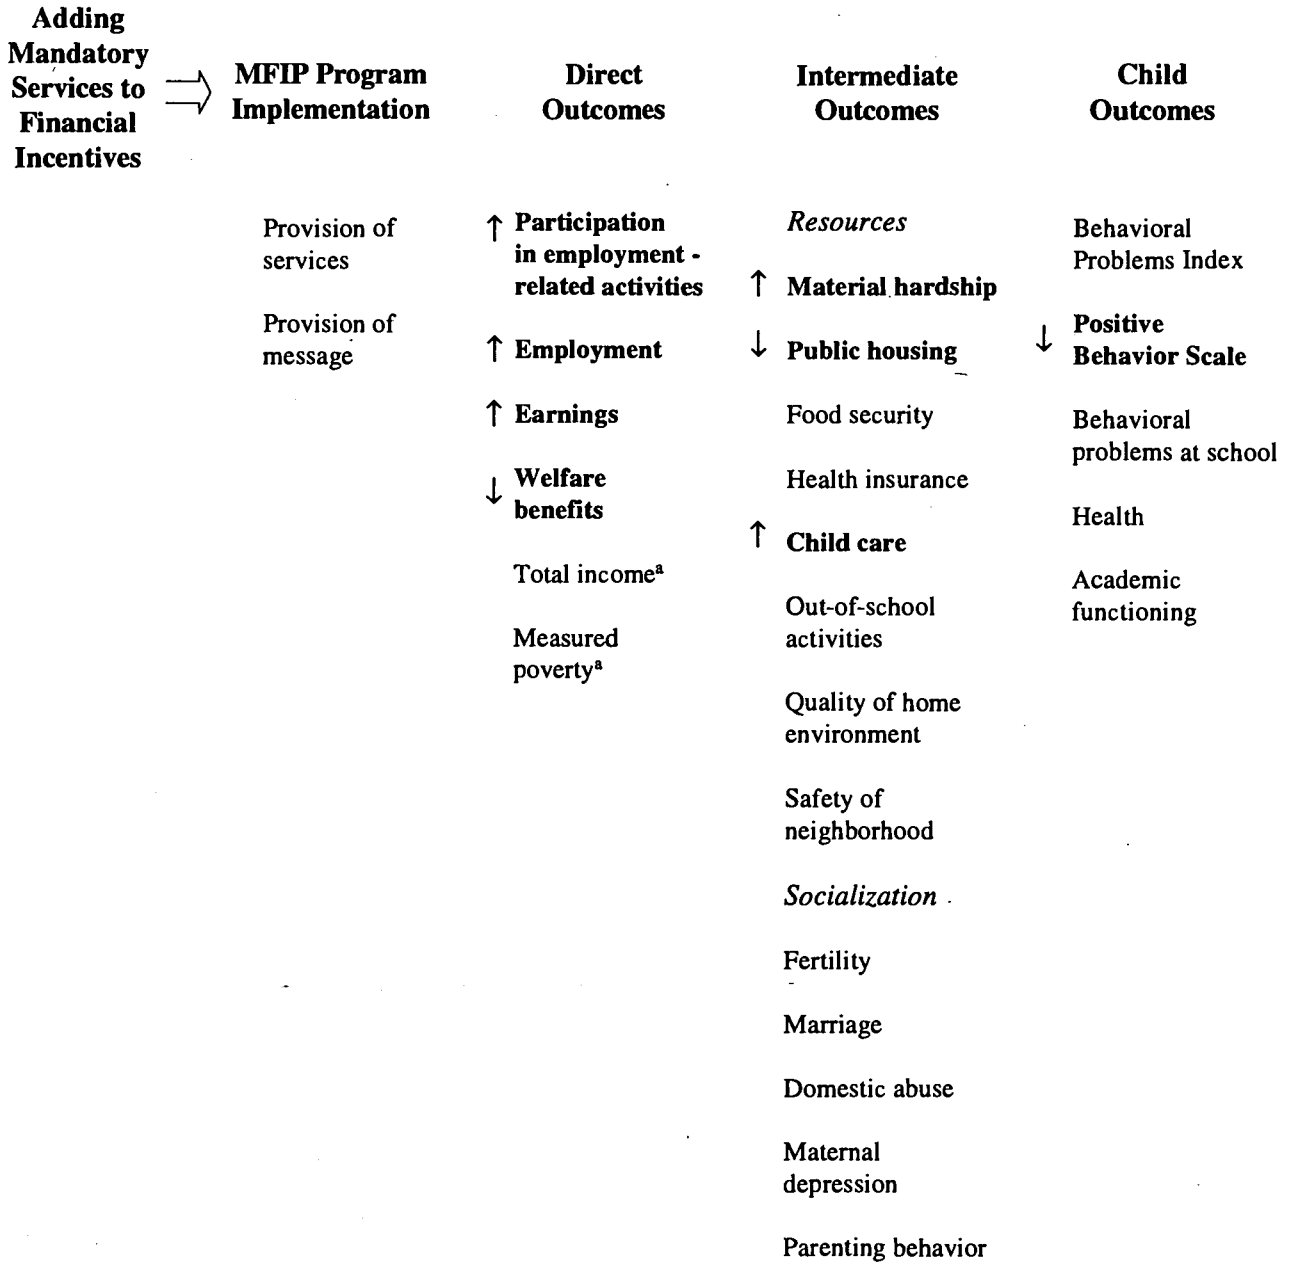 Adding
Mandatory
Services to
Financial
Incentives
MFIP Program
Implementation
Direct
Outcomes
Intermediate
Outcomes
Child
Outcomes
Provision of
services
Provision of
message
↑ Participation
in employment -
related activities
↑ Employment
↑ Earnings
↓ Welfare
benefits
Total incomeᵃ
Measured
povertyᵃ
Resources
↑ Material hardship
↓ Public housing
Food security
Health insurance
↑ Child care
Out-of-school
activities
Quality of home
environment
Safety of
neighborhood
Socialization
Fertility
Marriage
Domestic abuse
Maternal
depression
Parenting behavior
Behavioral
Problems Index
↓ Positive
Behavior Scale
Behavioral
problems at school
Health
Academic
functioning